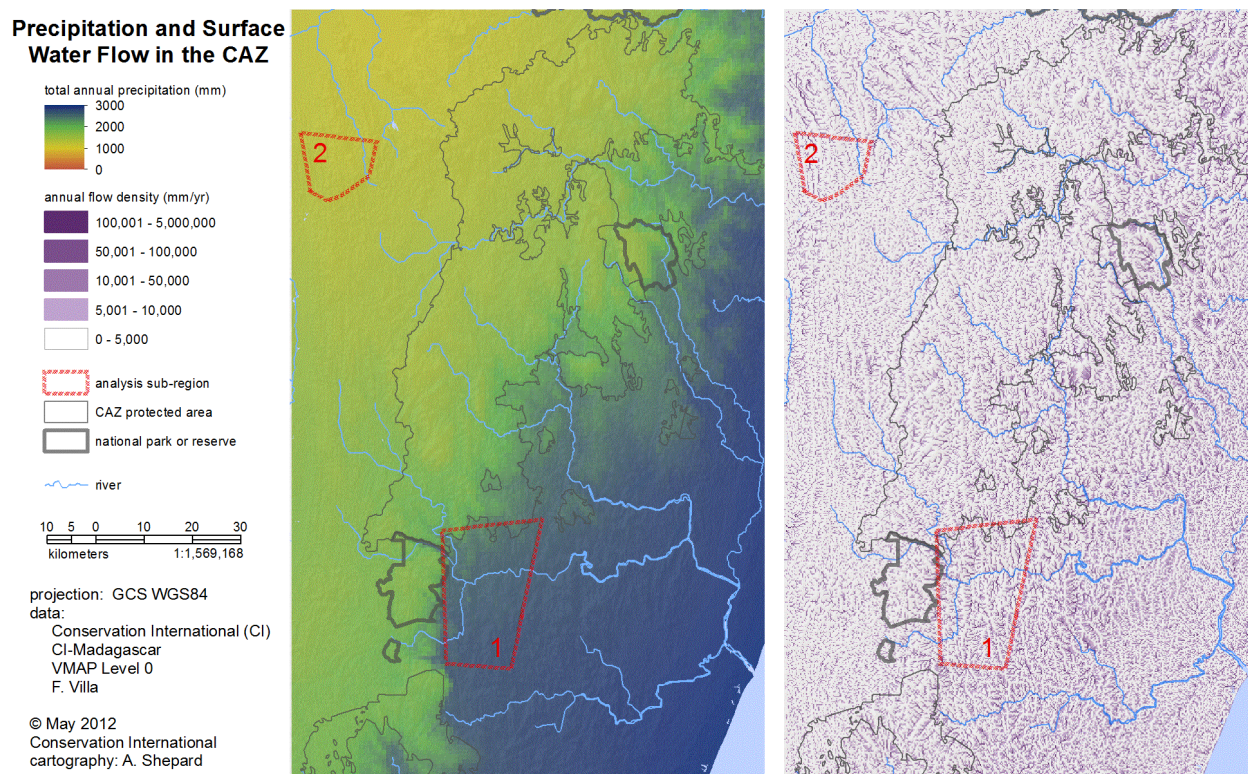 Precipitation and Surface
Water Flow in the CAZ
total annual precipitation (mm)
3000
2000
1000
0
annual flow density (mm/yr)
100,001 - 5,000,000
50,001 - 100,000
10,001 - 50,000
5,001 - 10,000
0 - 5,000
analysis sub-region
CAZ protected area
national park or reserve
river
10 5 0 10 20 30
kilometers 1:1,569,168
projection: GCS WGS84
data:
Conservation International (CI)
CI-Madagascar
VMAP Level 0
F. Villa
© May 2012
Conservation International
cartography: A. Shepard
2
1
2
1